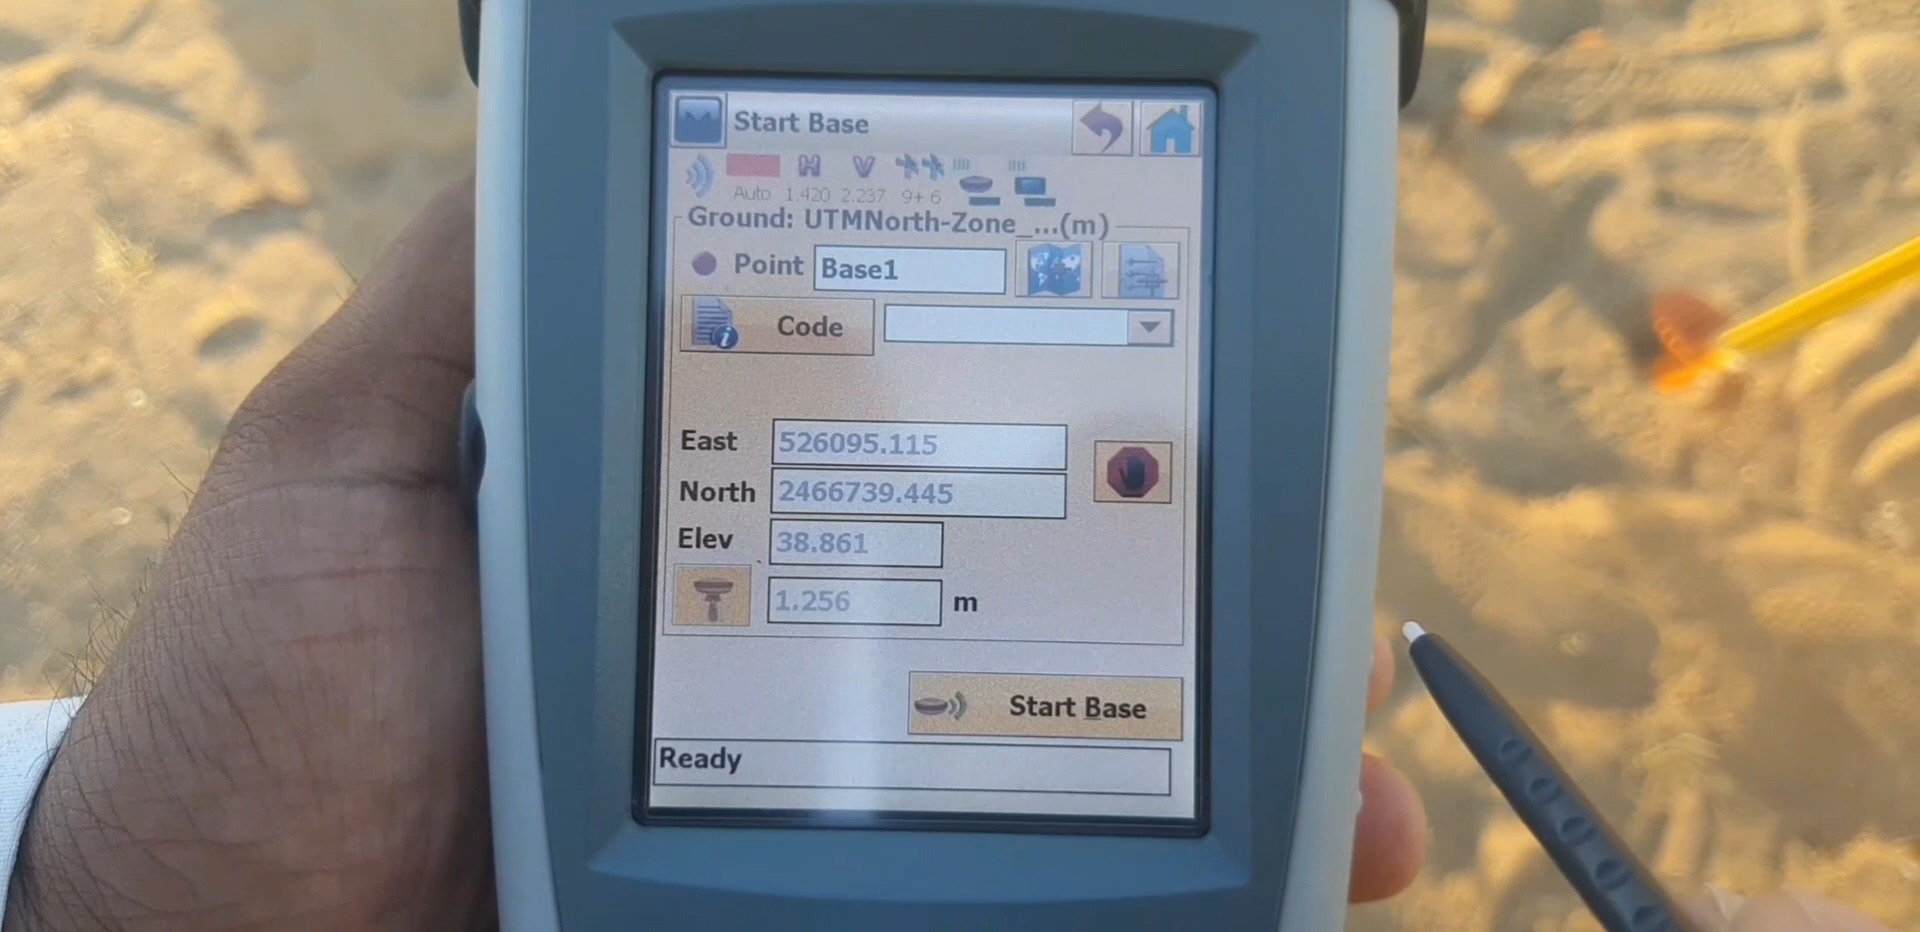 Start Base
H V
Auto 1.420 2.237 9+ 6
Ground: UTMNorth-Zone_...(m)
Point Base1
Code
East 526095.115
North 2466739.445
Elev 38.861
1.256 m
Start Base
Ready